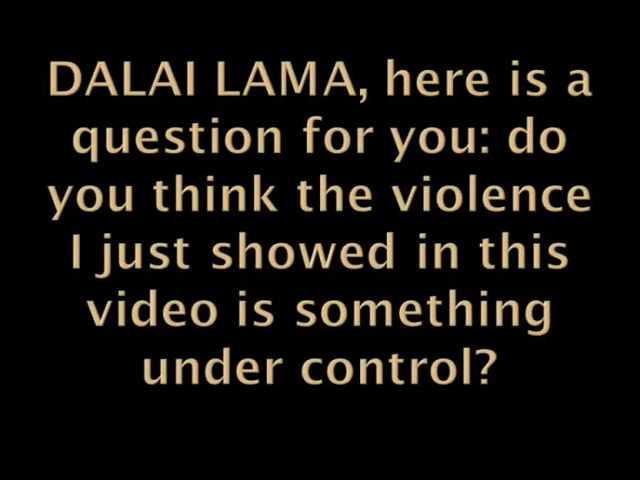 DALAI LAMA, here is a
question for you: do
you think the violence
I just showed in this
video is something
under control?